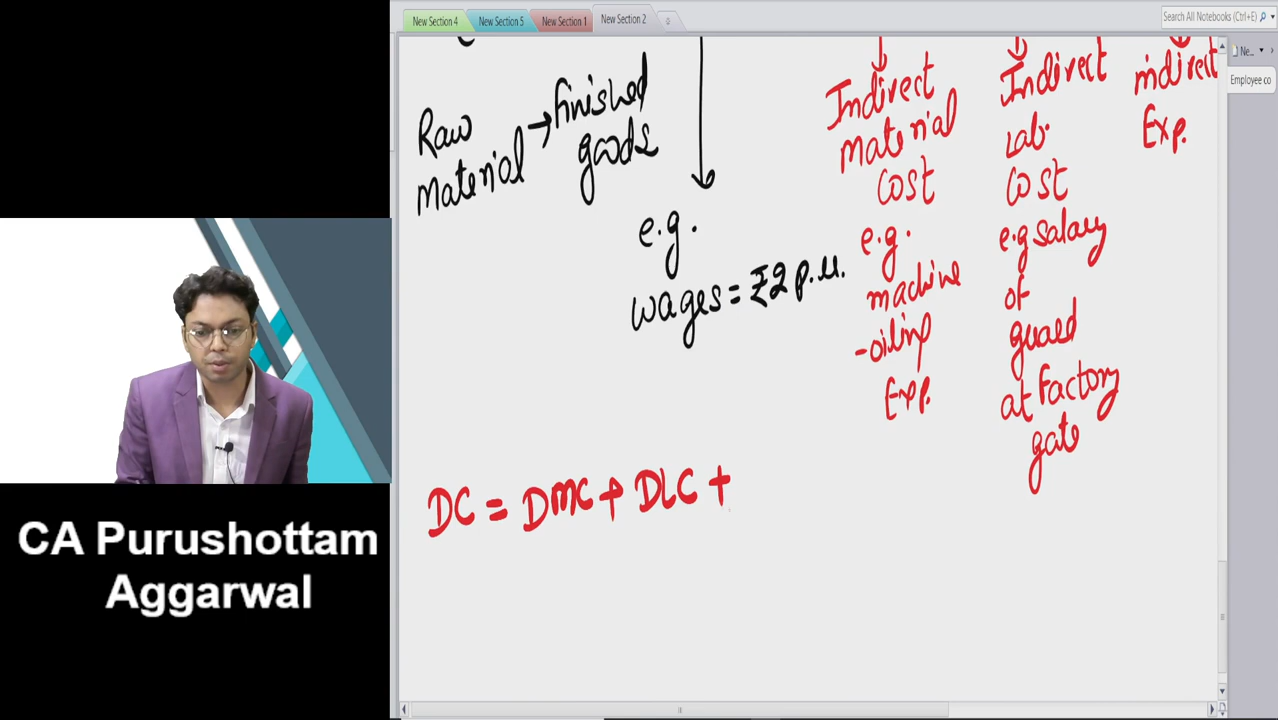 New Section 4
New Section 5
New Section 1
New Section 2
Search All Notebooks (Ctrl+E)
Ne...
Employee co
Raw
Material → Finished
goods
e.g.
wages = ₹2 p.u.
Indirect
Material
Cost
e.g.
machine
-oiling
Exp.
Indirect
Lab.
Cost
e.g salary
of
guard
at Factory
gate
indirect
Exp.
DC = DMC + DLC +
CA Purushottam
Aggarwal